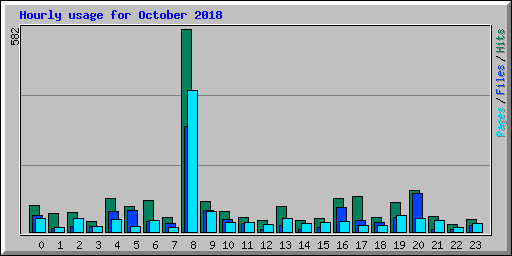 Hourly usage for October 2018
582
Pages / Files / Hits
0 1 2 3 4 5 6 7 8 9 10 11 12 13 14 15 16 17 18 19 20 21 22 23